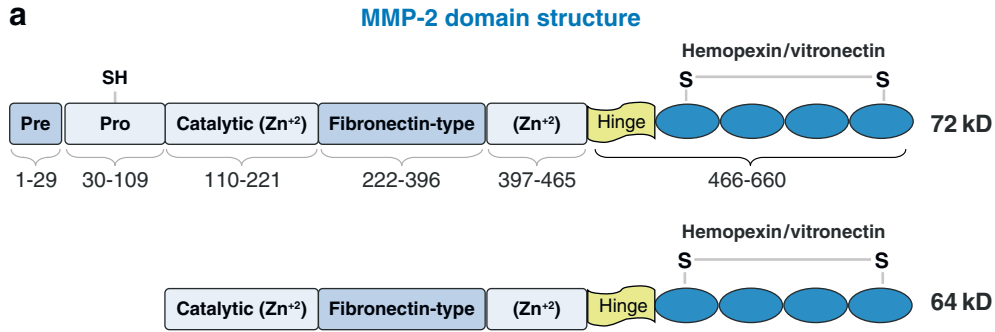 a
MMP-2 domain structure
Hemopexin/vitronectin
SH
S S
Pre Pro Catalytic (Zn⁺²) Fibronectin-type (Zn⁺²) Hinge 72 kD
1-29 30-109 110-221 222-396 397-465 466-660
Hemopexin/vitronectin
S S
Catalytic (Zn⁺²) Fibronectin-type (Zn⁺²) Hinge 64 kD